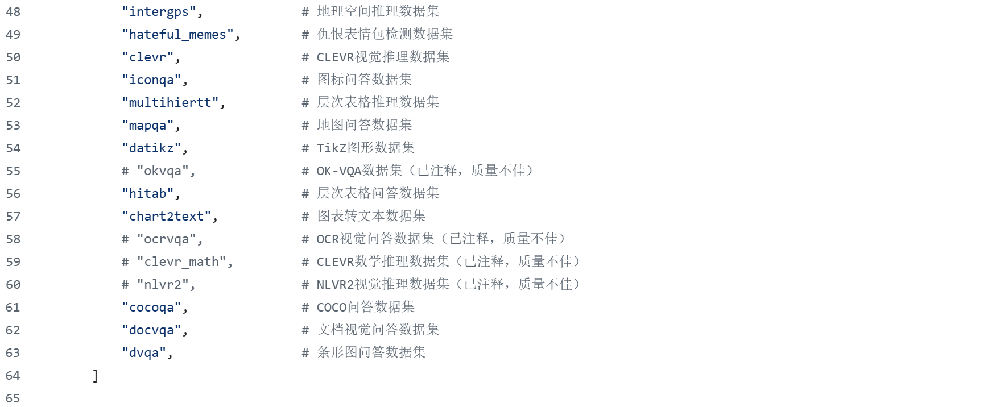 48 "intergps", # 地理空间推理数据集
49 "hateful_memes", # 仇恨表情包检测数据集
50 "clevr", # CLEVR视觉推理数据集
51 "iconqa", # 图标问答数据集
52 "multihiertt", # 层次表格推理数据集
53 "mapqa", # 地图问答数据集
54 "datikz", # TikZ图形数据集
55 # "okvqa", # OK-VQA数据集（已注释，质量不佳）
56 "hitab", # 层次表格问答数据集
57 "chart2text", # 图表转文本数据集
58 # "ocrvqa", # OCR视觉问答数据集（已注释，质量不佳）
59 # "clevr_math", # CLEVR数学推理数据集（已注释，质量不佳）
60 # "nlvr2", # NLVR2视觉推理数据集（已注释，质量不佳）
61 "cocoqa", # COCO问答数据集
62 "docvqa", # 文档视觉问答数据集
63 "dvqa", # 条形图问答数据集
64 ]
65